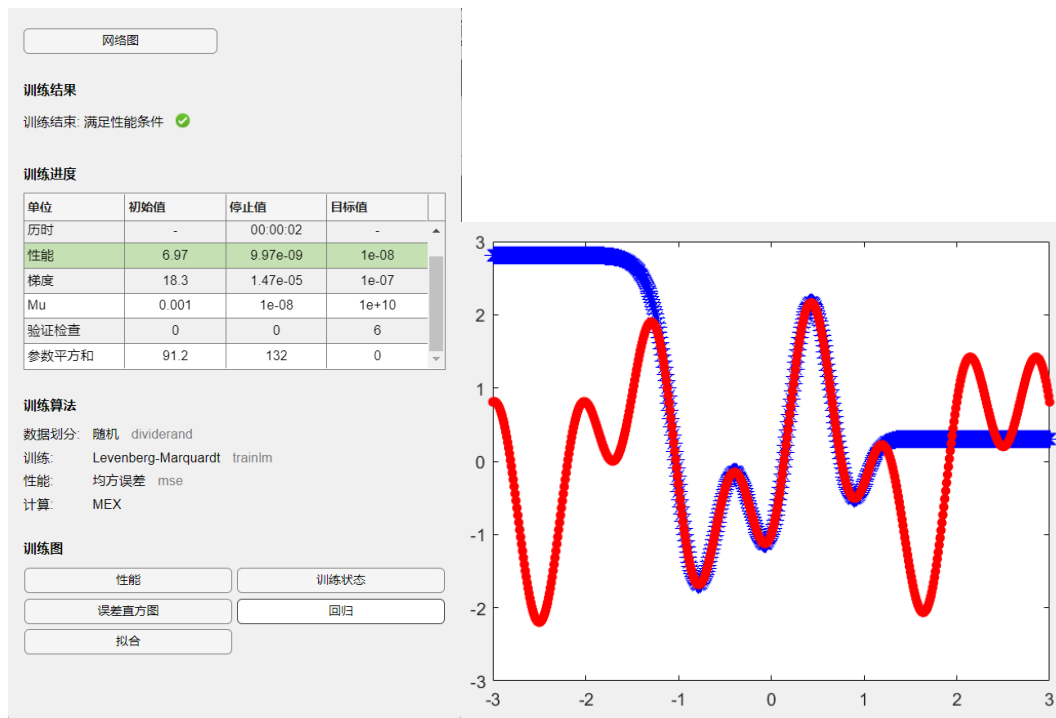 网络图
训练结果
训练结束: 满足性能条件
训练进度
单位 初始值 停止值 目标值
历时 - 00:00:02 -
性能 6.97 9.97e-09 1e-08
梯度 18.3 1.47e-05 1e-07
Mu 0.001 1e-08 1e+10
验证检查 0 0 6
参数平方和 91.2 132 0
训练算法
数据划分: 随机 dividerand
训练: Levenberg-Marquardt trainlm
性能: 均方误差 mse
计算: MEX
训练图
性能 训练状态
误差直方图 回归
拟合
3
2
1
0
-1
-2
-3
-3 -2 -1 0 1 2 3